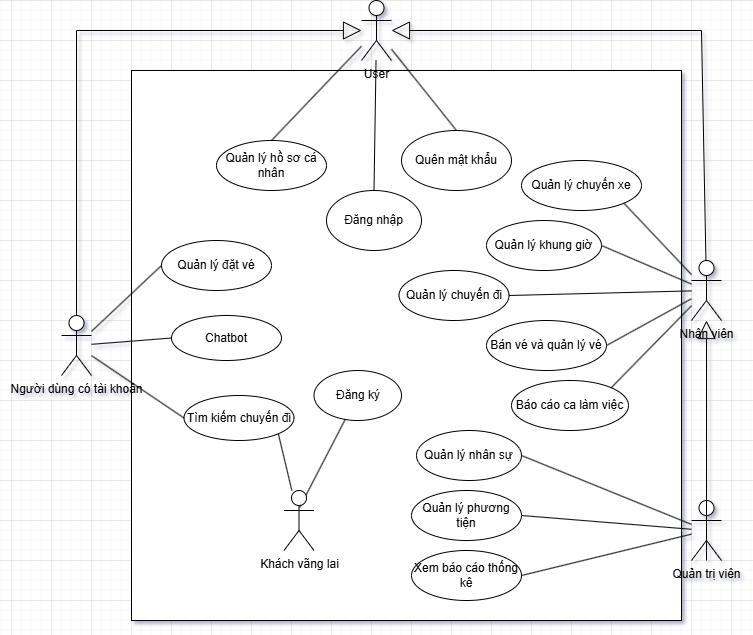 User
Quản lý hồ sơ cá
nhân
Quên mật khẩu
Quản lý chuyến xe
Đăng nhập
Quản lý khung giờ
Quản lý đặt vé
Quản lý chuyến đi
Nhân viên
Chatbot
Bán vé và quản lý vé
Người dùng có tài khoản
Đăng ký
Báo cáo ca làm việc
Tìm kiếm chuyến đi
Quản lý nhân sự
Quản lý phương
tiện
Khách vãng lai
Xem báo cáo thống
kê
Quản trị viên